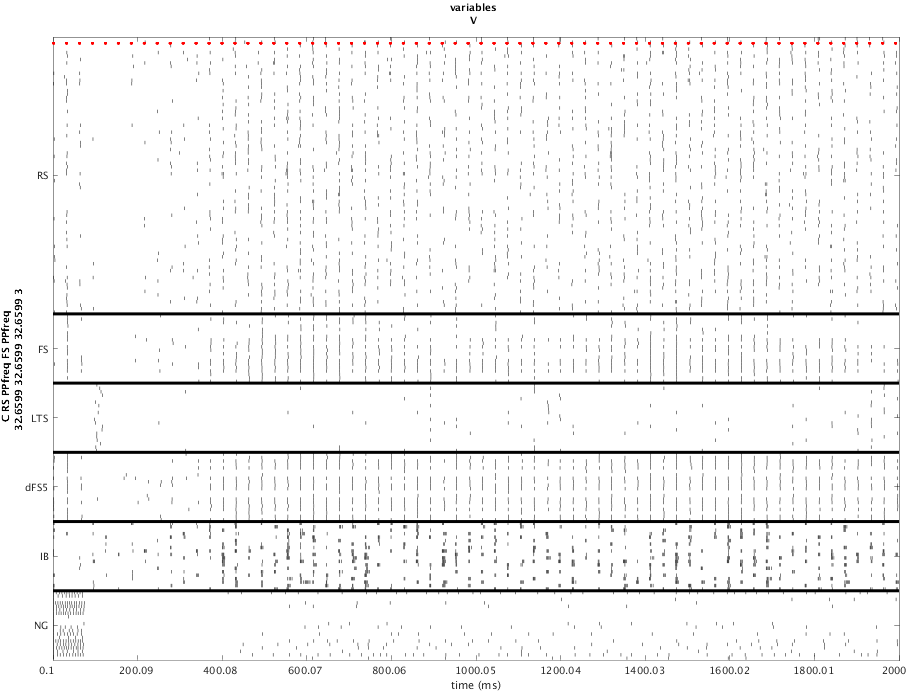 variables
V
C RS PPfreq FS PPfreq
32.6599 32.6599 32.6599 3
RS
FS
LTS
dFS5
IB
NG
0.1 200.09 400.08 600.07 800.06 1000.05 1200.04 1400.03 1600.02 1800.01 2000
time (ms)